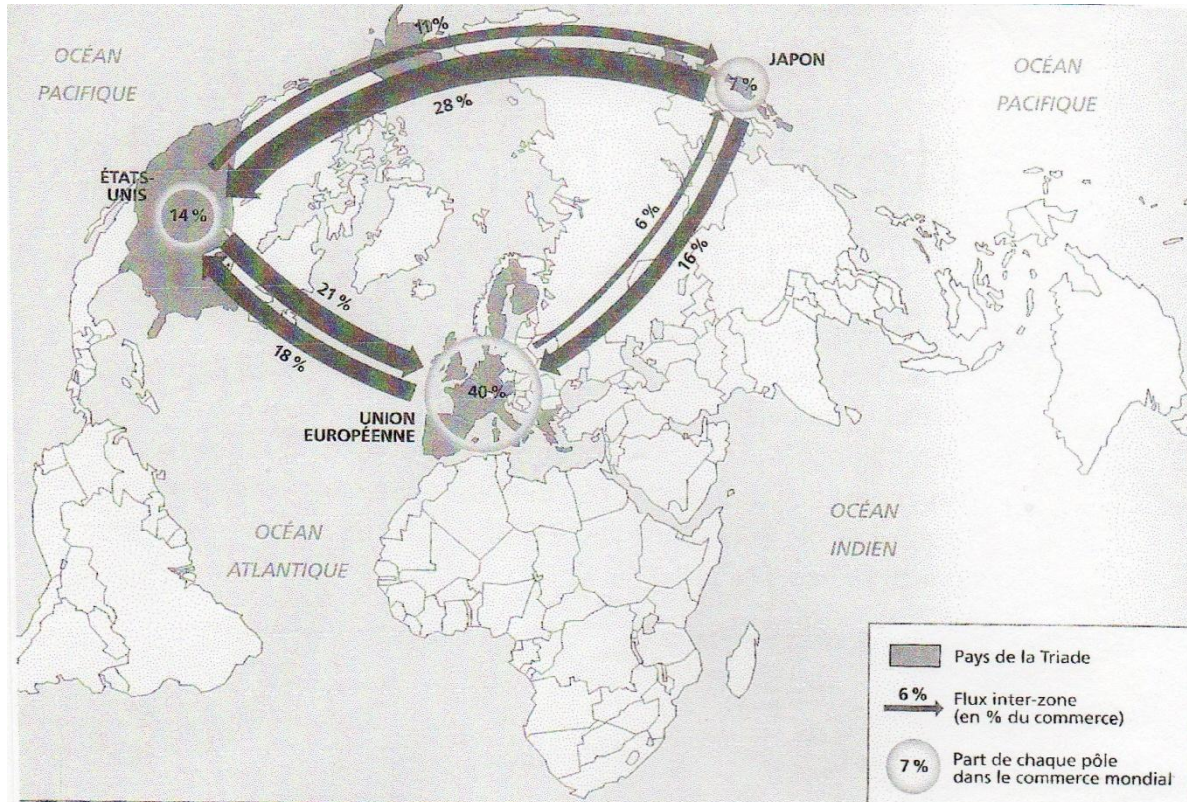 11 %
OCÉAN
PACIFIQUE
JAPON
7 %
OCÉAN
PACIFIQUE
28 %
ÉTATS-
UNIS
14 %
6 %
16 %
21 %
18 %
40 %
UNION
EUROPÉENNE
OCÉAN
ATLANTIQUE
OCÉAN
INDIEN
Pays de la Triade
6 %
Flux inter-zone
(en % du commerce)
7 %
Part de chaque pôle
dans le commerce mondial